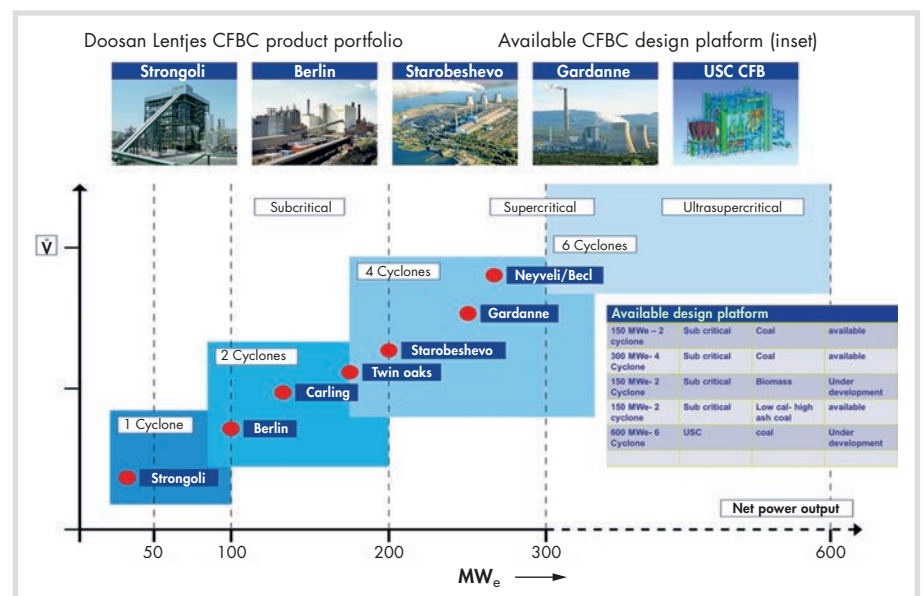 Doosan Lentjes CFBC product portfolio
Available CFBC design platform (inset)
Strongoli
Berlin
Starobeshevo
Gardanne
USC CFB
Subcritical
Supercritical
Ultrasupercritical
V̇
6 Cyclones
4 Cyclones
Neyveli/Becl
Gardanne
2 Cyclones
Starobeshevo
Twin oaks
Carling
1 Cyclone
Berlin
Strongoli
Available design platform
150 MWe – 2 cyclone
Sub critical
Coal
available
300 MWe- 4 Cyclone
Sub critical
Coal
available
150 MWe- 2 Cyclone
Sub critical
Biomass
Under development
150 MWe- 2 cyclone
Sub critical
Low cal- high ash coal
available
600 MWe- 6 Cyclone
USC
coal
Under development
Net power output
50
100
200
300
600
MWe